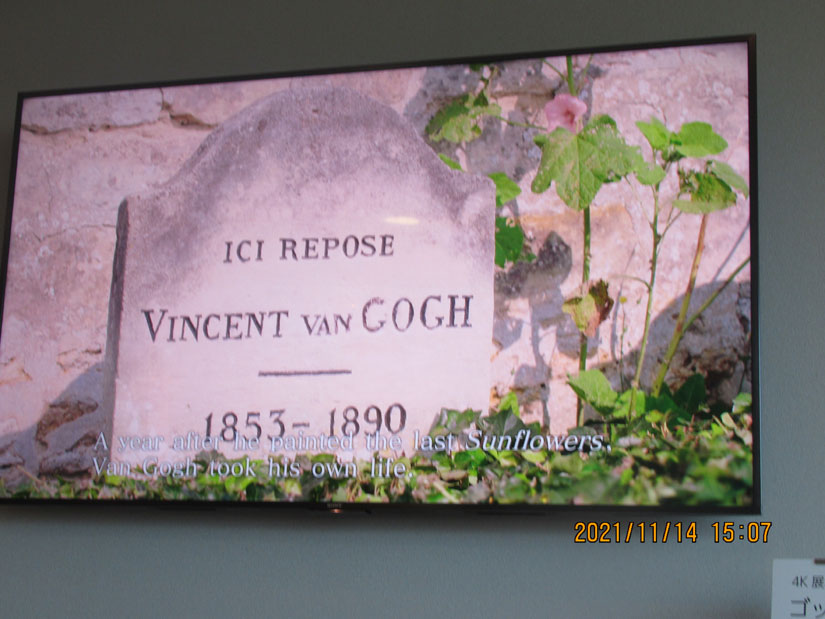 ICI REPOSE
VINCENT VAN GOGH
1853-1890
A year after he painted the last Sunflowers,
Van Gogh took his own life.
2021/11/14 15:07
4K 展
ゴッ